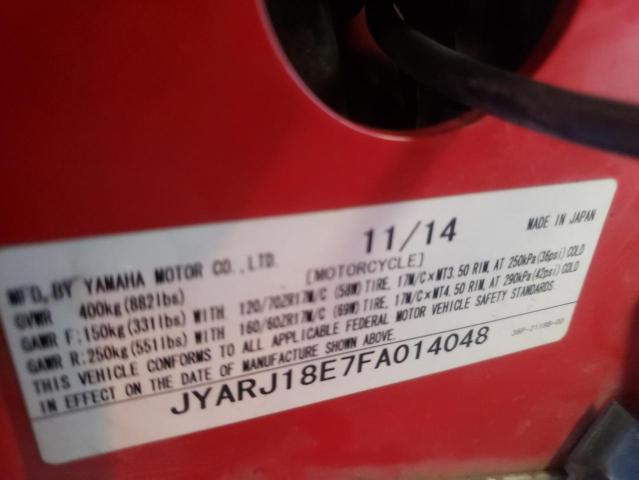 MFD. BY YAMAHA MOTOR CO., LTD. 11/14 MADE IN JAPAN
GVWR 400kg(882lbs) [MOTORCYCLE]
GAWR F:150kg(331lbs) WITH 120/70ZR17M/C (58W) TIRE, 17M/C×MT3.50 RIM, AT 250kPa(36psi) COLD
GAWR R:250kg(551lbs) WITH 160/60ZR17M/C (69W) TIRE, 17M/C×MT4.50 RIM, AT 290kPa(42psi) COLD
THIS VEHICLE CONFORMS TO ALL APPLICABLE FEDERAL MOTOR VEHICLE SAFETY STANDARDS
IN EFFECT ON THE DATE OF MANUFACTURE SHOWN ABOVE.
JYARJ18E7FA014048